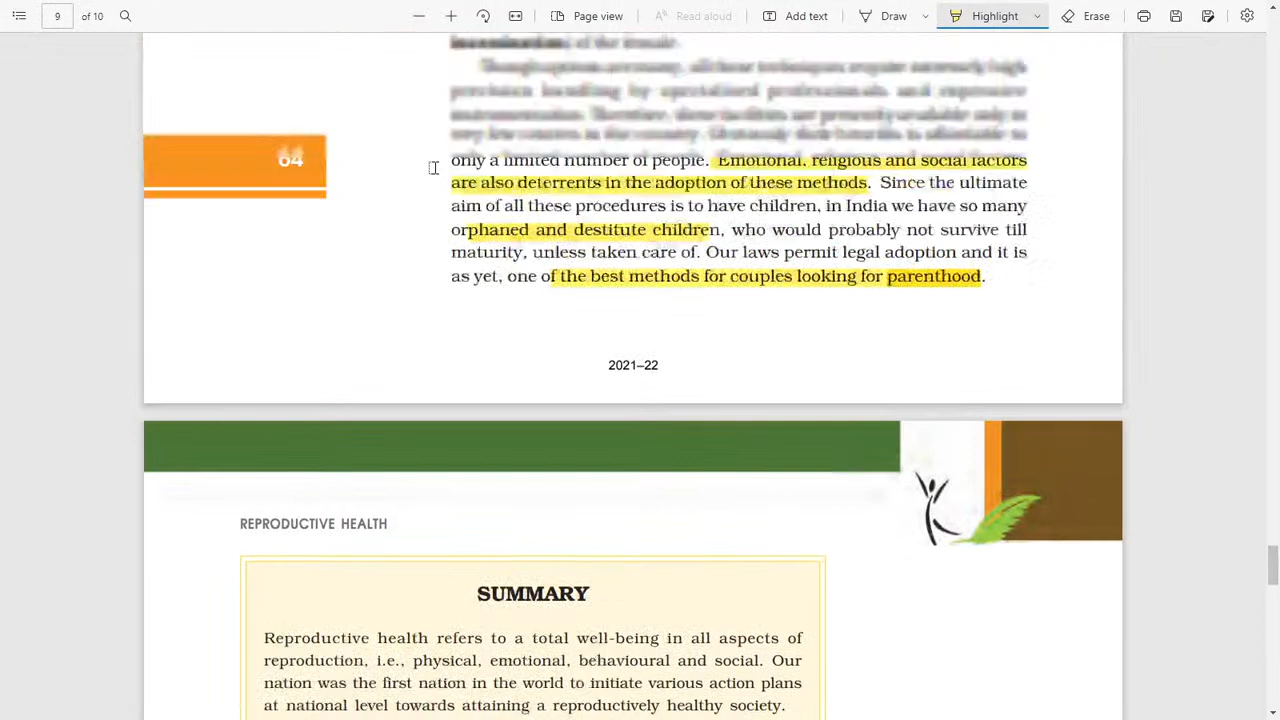 9 of 10
Page view
Read aloud
Add text
Draw
Highlight
Erase
of the female.
64
only a limited number of people. Emotional, religious and social factors
are also deterrents in the adoption of these methods. Since the ultimate
aim of all these procedures is to have children, in India we have so many
orphaned and destitute children, who would probably not survive till
maturity, unless taken care of. Our laws permit legal adoption and it is
as yet, one of the best methods for couples looking for parenthood.
2021–22
REPRODUCTIVE HEALTH
SUMMARY
Reproductive health refers to a total well-being in all aspects of
reproduction, i.e., physical, emotional, behavioural and social. Our
nation was the first nation in the world to initiate various action plans
at national level towards attaining a reproductively healthy society.